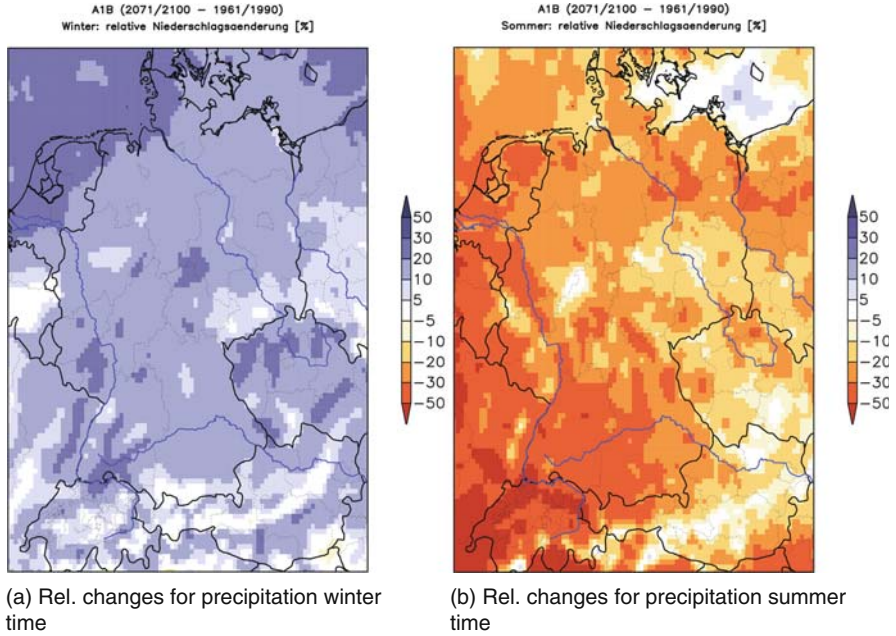 A1B (2071/2100 – 1961/1990)
Winter: relative Niederschlagsaenderung [%]
50
30
20
10
5
−5
−10
−20
−30
−50
(a) Rel. changes for precipitation winter
time
A1B (2071/2100 – 1961/1990)
Sommer: relative Niederschlagsaenderung [%]
50
30
20
10
5
−5
−10
−20
−30
−50
(b) Rel. changes for precipitation summer
time